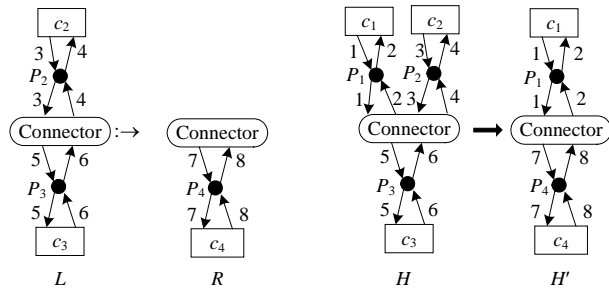 c₂ c₁ c₂ c₁
3 4 1 2 3 4 1 2
P₂ P₁ P₂ P₁
3 4 1 2 3 4 1 2
Connector :→ Connector Connector Connector
5 6 7 8 5 6 7 8
P₃ P₄ P₃ P₄
5 6 7 8 5 6 7 8
c₃ c₄ c₃ c₄
L R H H′